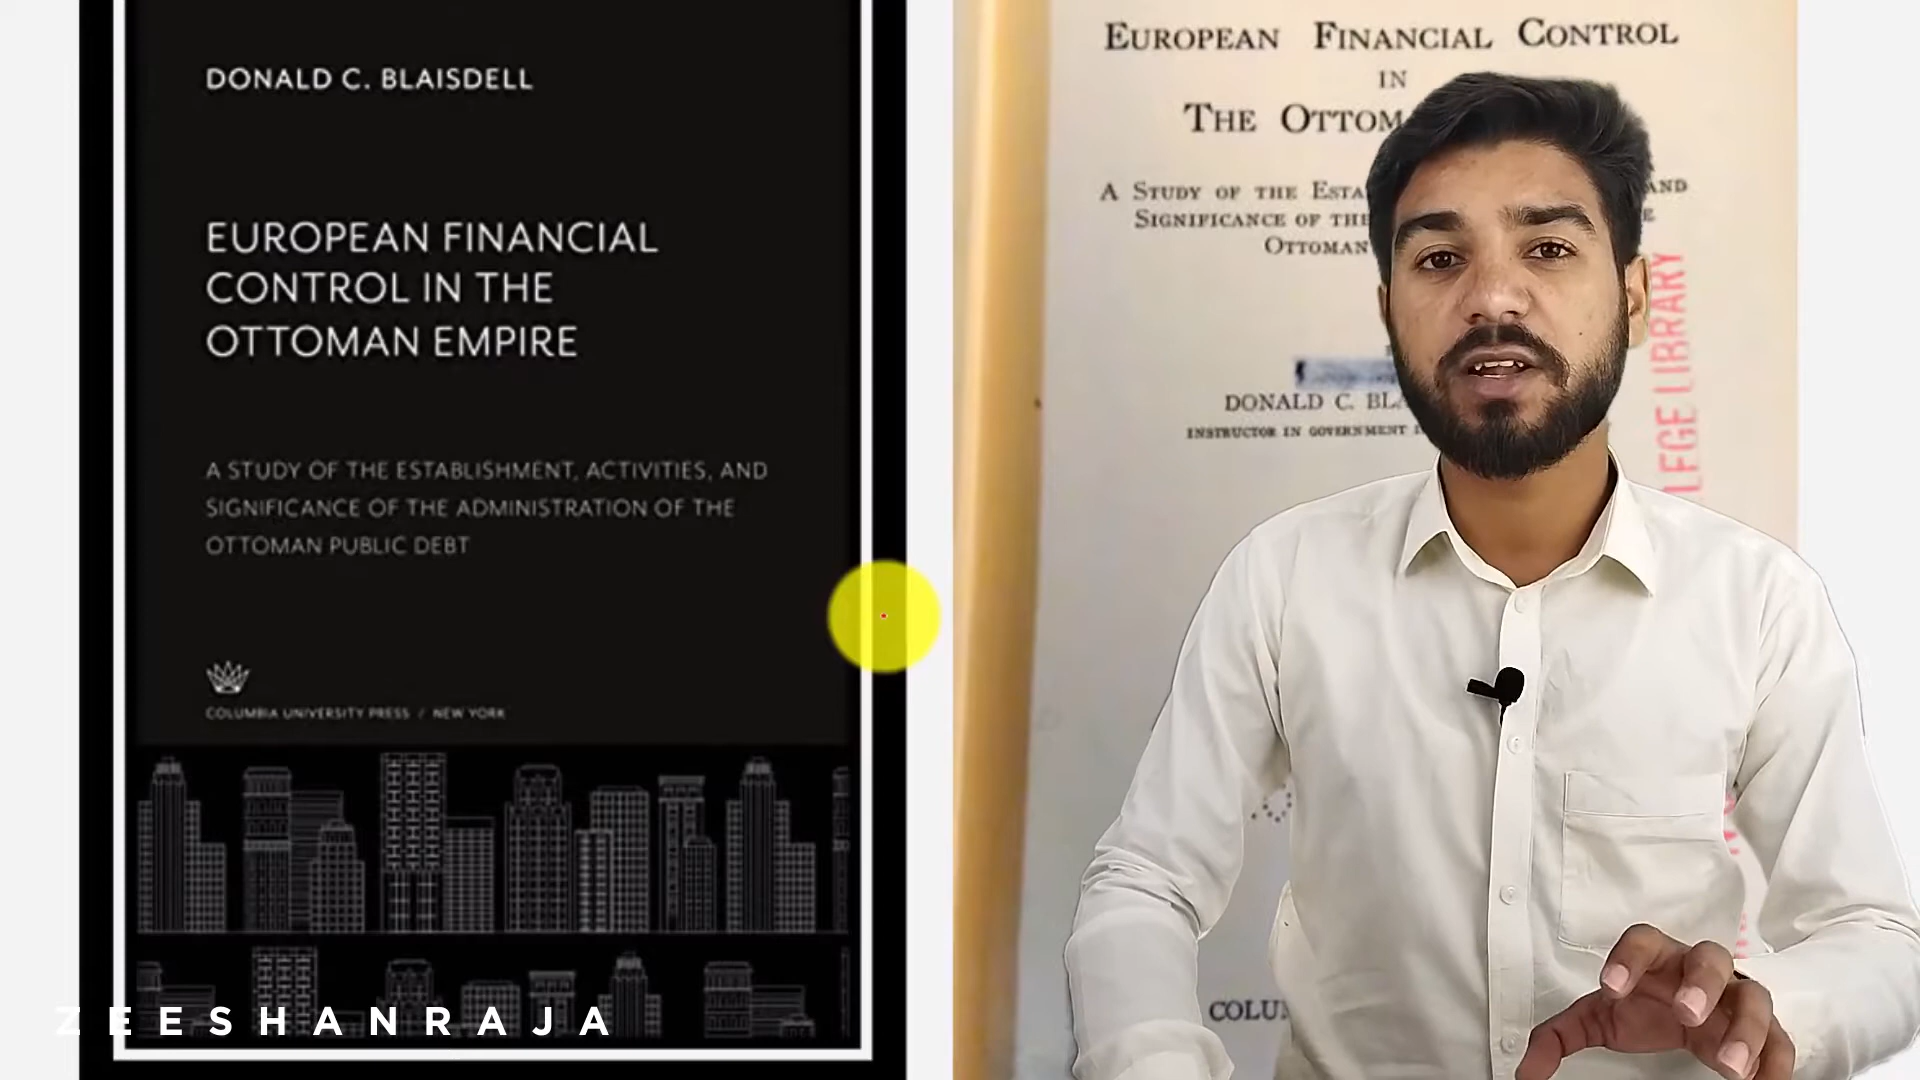 DONALD C. BLAISDELL
EUROPEAN FINANCIAL
CONTROL IN THE
OTTOMAN EMPIRE
A STUDY OF THE ESTABLISHMENT, ACTIVITIES, AND
SIGNIFICANCE OF THE ADMINISTRATION OF THE
OTTOMAN PUBLIC DEBT
COLUMBIA UNIVERSITY PRESS / NEW YORK
ZEESHANRAJA
EUROPEAN FINANCIAL CONTROL
IN
THE OTTOM
A STUDY OF THE ESTA AND
SIGNIFICANCE OF THE E
OTTOMAN
DONALD C. BLA
INSTRUCTOR IN GOVERNMENT
LEGE LIBRARY
COLU